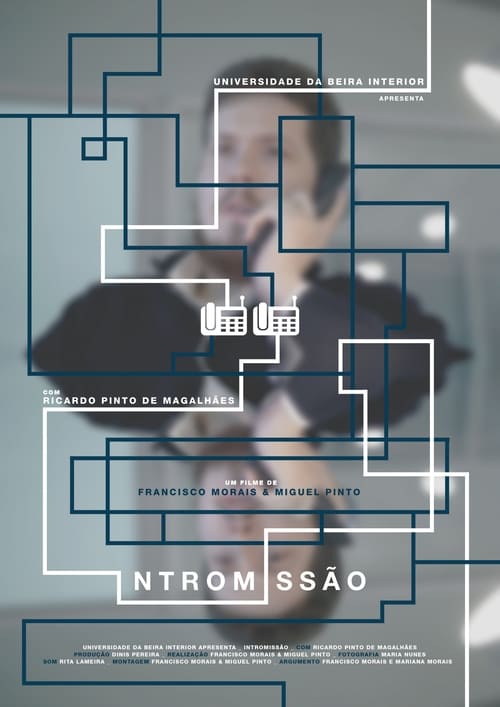 UNIVERSIDADE DA BEIRA INTERIOR
APRESENTA
COM
RICARDO PINTO DE MAGALHÃES
UM FILME DE
FRANCISCO MORAIS & MIGUEL PINTO
NTROM SSÃO
UNIVERSIDADE DA BEIRA INTERIOR APRESENTA _ INTROMISSÃO _ COM RICARDO PINTO DE MAGALHÃES
PRODUÇÃO DINIS PEREIRA _ REALIZAÇÃO FRANCISCO MORAIS & MIGUEL PINTO _ FOTOGRAFIA MARIA NUNES
SOM RITA LAMEIRA _ MONTAGEM FRANCISCO MORAIS & MIGUEL PINTO _ ARGUMENTO FRANCISCO MORAIS E MARIANA MORAIS